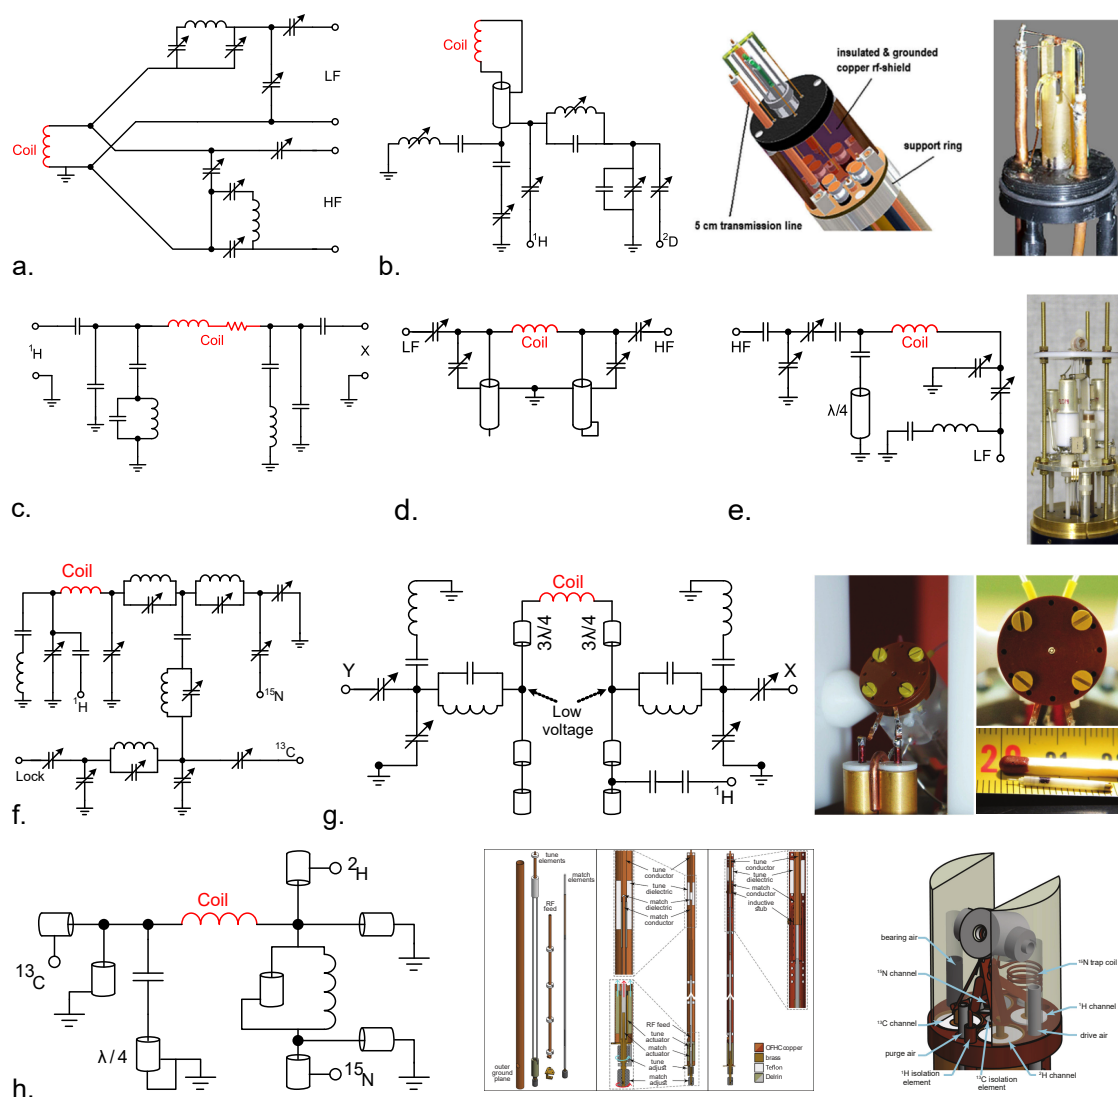 Coil
LF
HF
a.
Coil
¹H
²D
b.
insulated & grounded
copper rf-shield
support ring
5 cm transmission line
¹H
Coil
X
c.
LF
Coil
HF
d.
HF
Coil
λ/4
LF
e.
Coil
¹H
¹⁵N
Lock
¹³C
f.
Coil
3λ/4
3λ/4
Y
X
Low
voltage
¹H
g.
²H
Coil
¹³C
λ/4
¹⁵N
h.
tune
elements
match elements
RF
feed
outer
ground
plane
tune
conductor
tune
dielectric
match
dielectric
match
conductor
RF feed
tune
actuator
match
actuator
tune
adjust
match
adjust
tune
conductor
tune
dielectric
match
conductor
inductive
stub
OFHC copper
brass
Teflon
Delrin
bearing air
¹⁵N channel
¹³C channel
purge air
¹H isolation
element
¹³C isolation
element
²H channel
drive air
¹H channel
¹⁵N trap coil